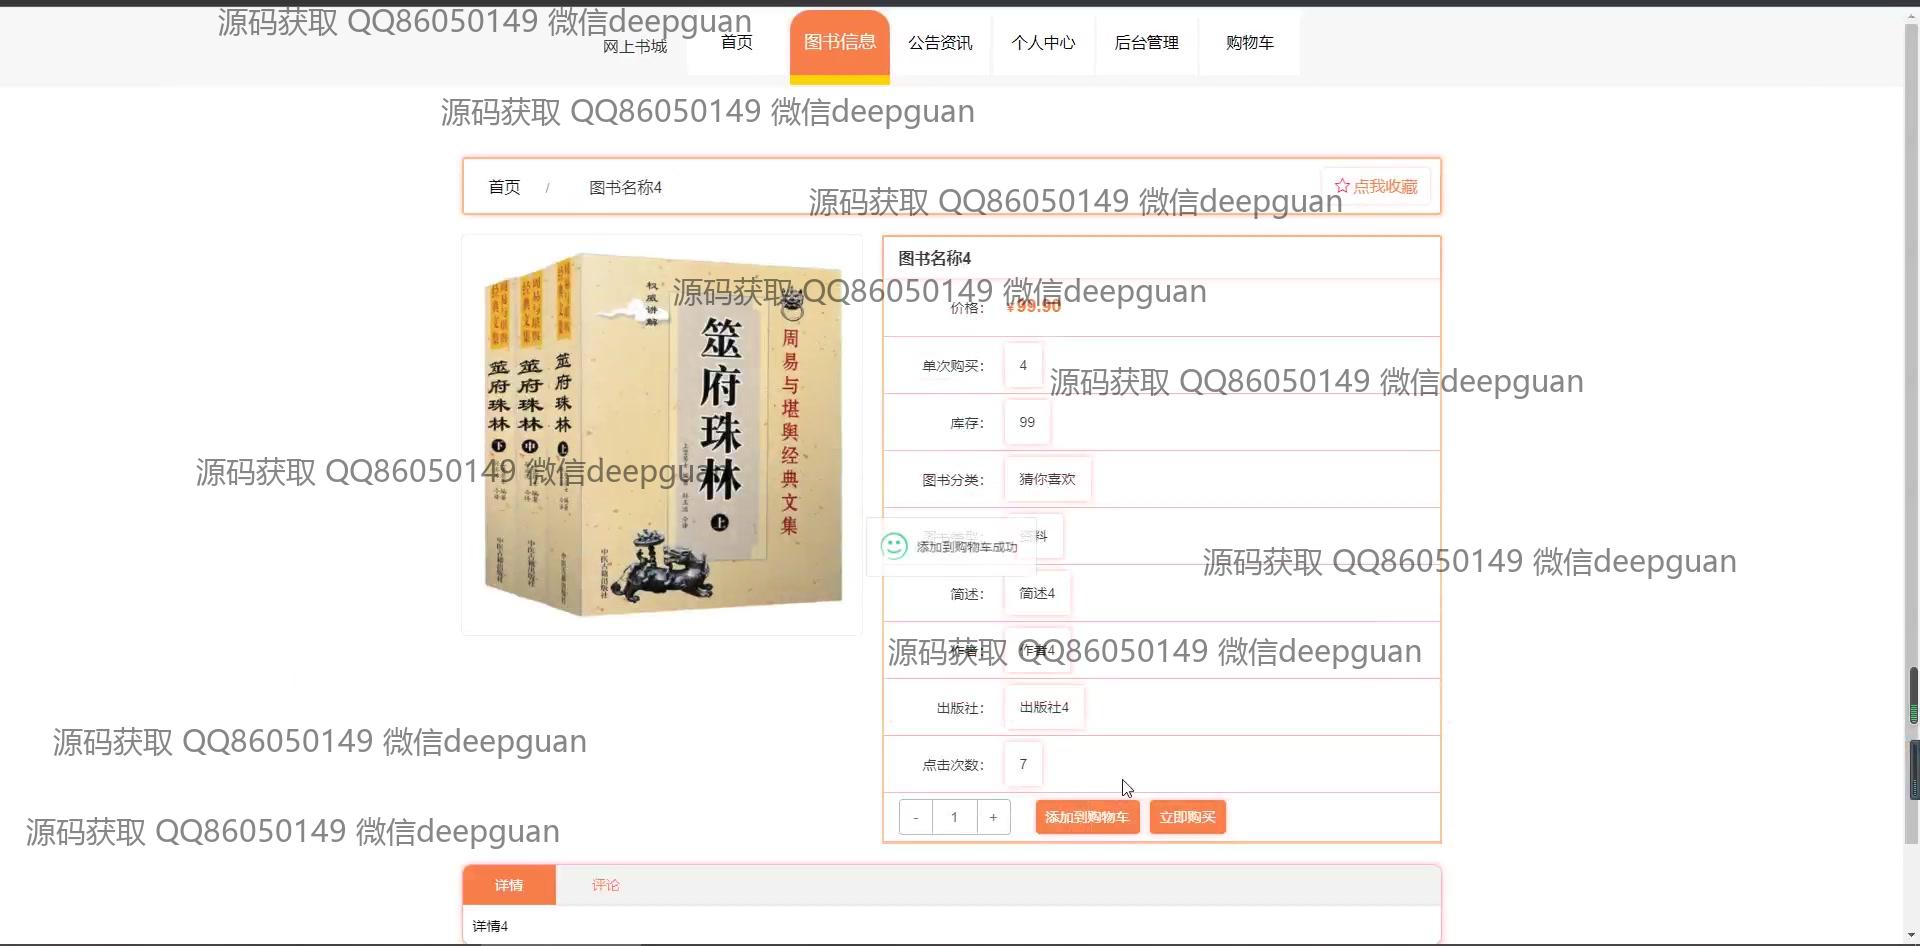 源码获取 QQ86050149 微信deepguan
网上书城
首页
图书信息
公告资讯
个人中心
后台管理
购物车
源码获取 QQ86050149 微信deepguan
首页 / 图书名称4
☆点我收藏
源码获取 QQ86050149 微信deepguan
图书名称4
源码获取 QQ86050149 微信deepguan
价格： ¥99.90
单次购买： 4
源码获取 QQ86050149 微信deepguan
库存： 99
图书分类： 猜你喜欢
源码获取 QQ86050149 微信deepguan
添加到购物车成功
源码获取 QQ86050149 微信deepguan
简述： 简述4
作者： 作者4
源码获取 QQ86050149 微信deepguan
出版社： 出版社4
点击次数： 7
- 1 +
添加到购物车
立即购买
权威讲解
筮府珠林
上
周易与堪舆经典文集
筮府珠林 下
筮府珠林 中
筮府珠林 上
中医古籍出版社
源码获取 QQ86050149 微信deepguan
源码获取 QQ86050149 微信deepguan
详情
评论
详情4